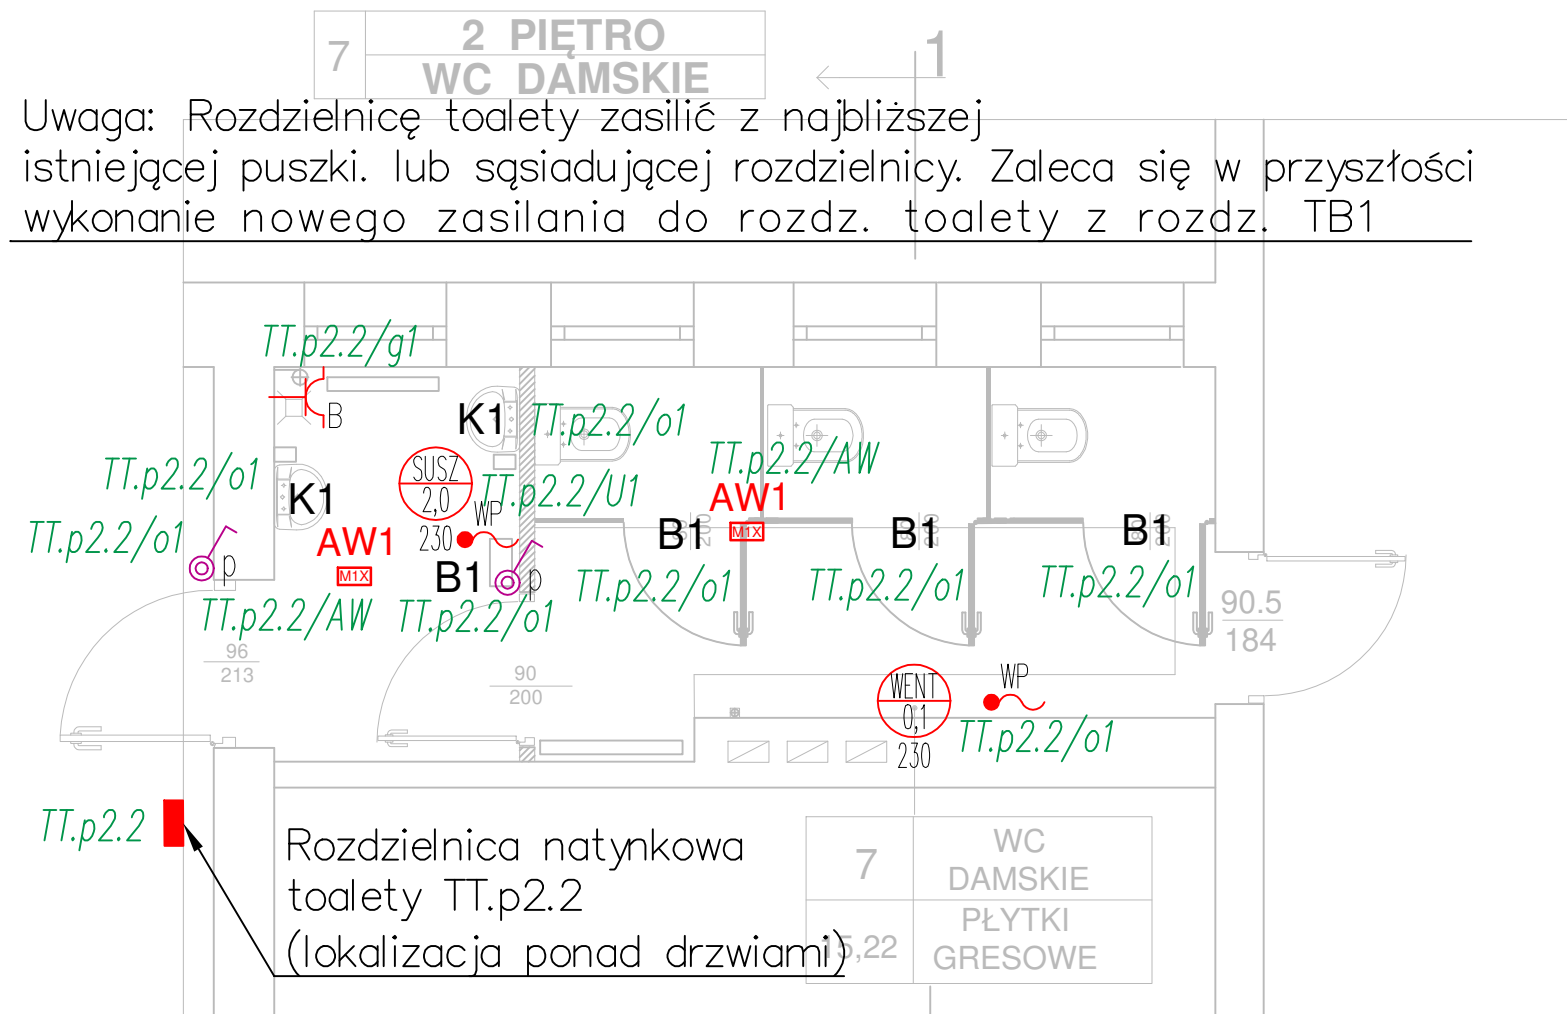 7
2 PIĘTRO
WC DAMSKIE
1
Uwaga: Rozdzielnicę toalety zasilić z najbliższej
istniejącej puszki. lub sąsiadującej rozdzielnicy. Zaleca się w przyszłości
wykonanie nowego zasilania do rozdz. toalety z rozdz. TB1
TT.p2.2/g1
B
K1
TT.p2.2/o1
TT.p2.2/AW
AW1
M1X
TT.p2.2/o1
SUSZ
2,0
230
TT.p2.2/U1
WP
K1
TT.p2.2/o1
p
AW1
M1X
TT.p2.2/AW
B1
TT.p2.2/o1
p
B1
200
TT.p2.2/o1
B1
TT.p2.2/o1
B1
TT.p2.2/o1
90.5
184
96
213
90
200
WENT
0,1
230
WP
TT.p2.2/o1
TT.p2.2
Rozdzielnica natynkowa
toalety TT.p2.2
(lokalizacja ponad drzwiami)
7
WC
DAMSKIE
15,22
PŁYTKI
GRESOWE